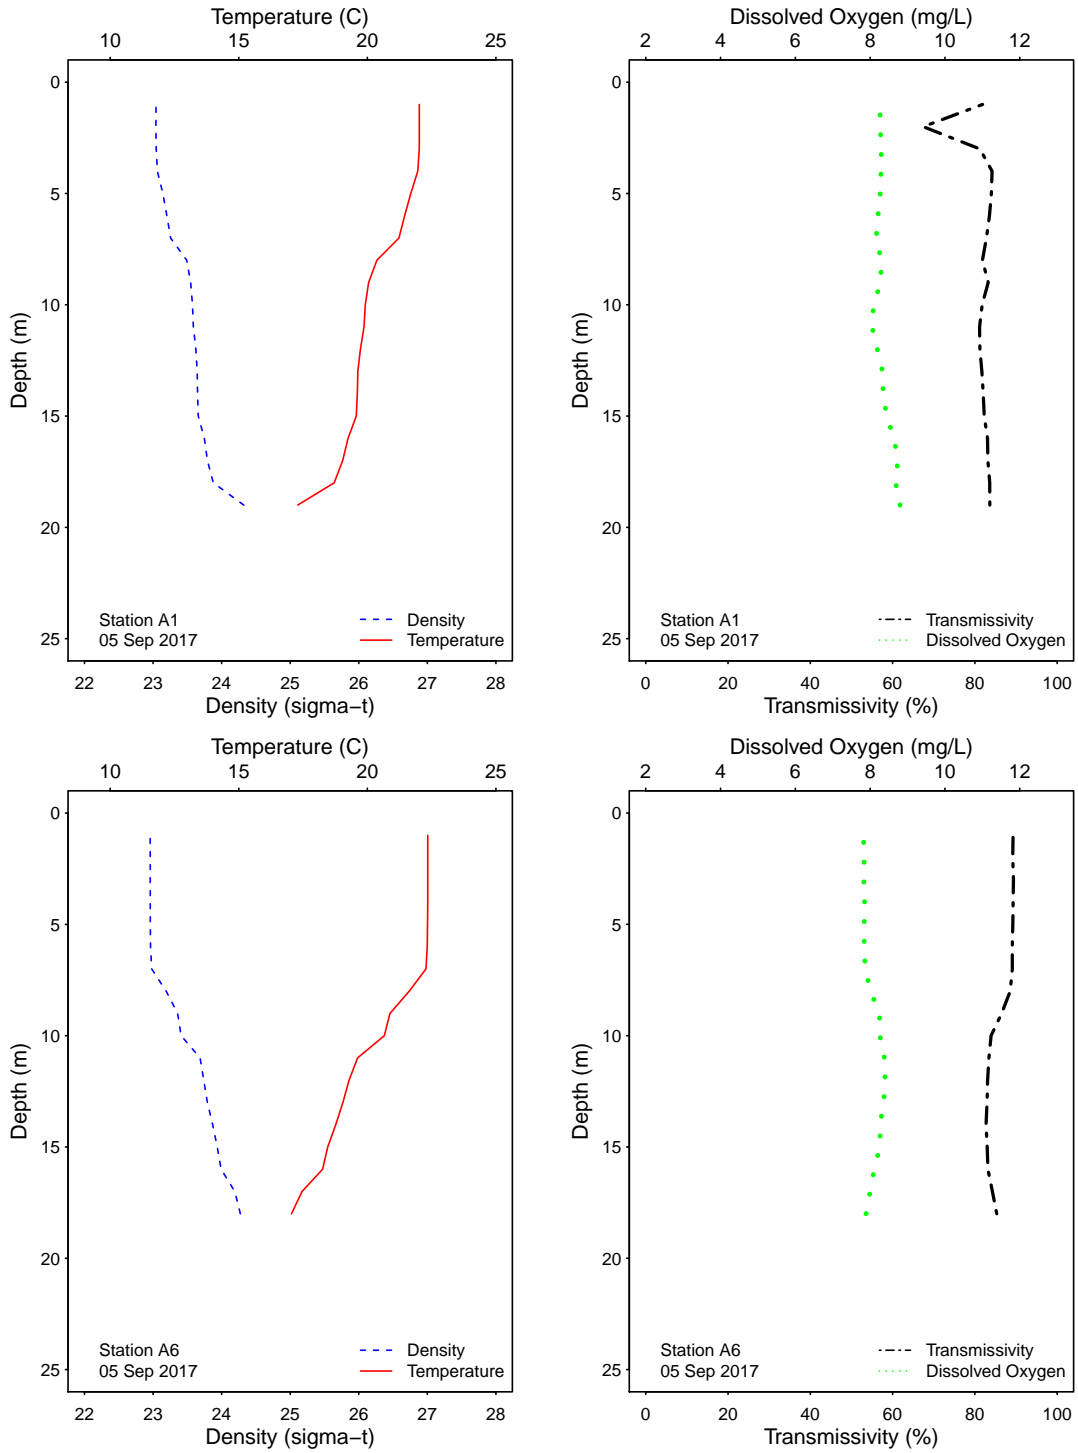 Temperature (C)
10 15 20 25
0
5
10
15
20
25
Depth (m)
Station A1
05 Sep 2017
Density
Temperature
22 23 24 25 26 27 28
Density (sigma−t)
Dissolved Oxygen (mg/L)
2 4 6 8 10 12
0
5
10
15
20
25
Depth (m)
Station A1
05 Sep 2017
Transmissivity
Dissolved Oxygen
0 20 40 60 80 100
Transmissivity (%)
Temperature (C)
10 15 20 25
0
5
10
15
20
25
Depth (m)
Station A6
05 Sep 2017
Density
Temperature
22 23 24 25 26 27 28
Density (sigma−t)
Dissolved Oxygen (mg/L)
2 4 6 8 10 12
0
5
10
15
20
25
Depth (m)
Station A6
05 Sep 2017
Transmissivity
Dissolved Oxygen
0 20 40 60 80 100
Transmissivity (%)